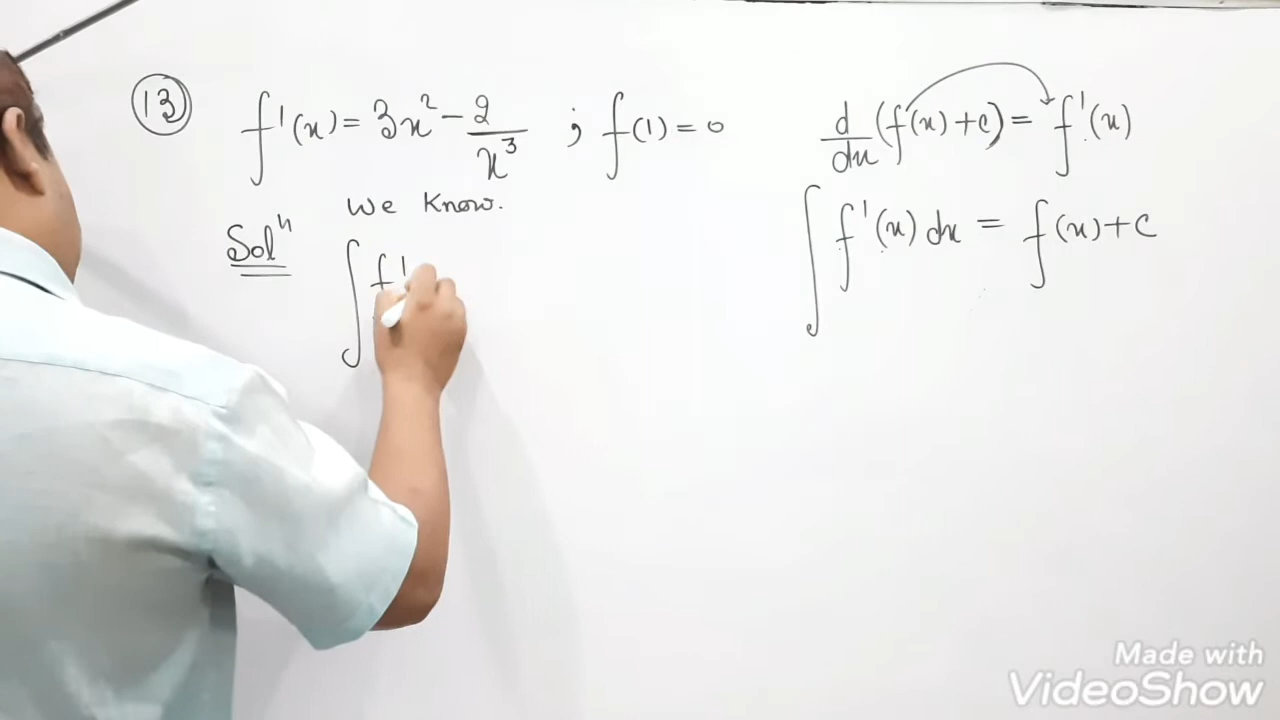 13 f'(x) = 3x² - 2/x³ ; f(1) = 0
d/dx (f(x) + c) = f'(x)
We Know.
Solⁿ
∫ f'
∫ f'(x) dx = f(x) + c
Made with
VideoShow